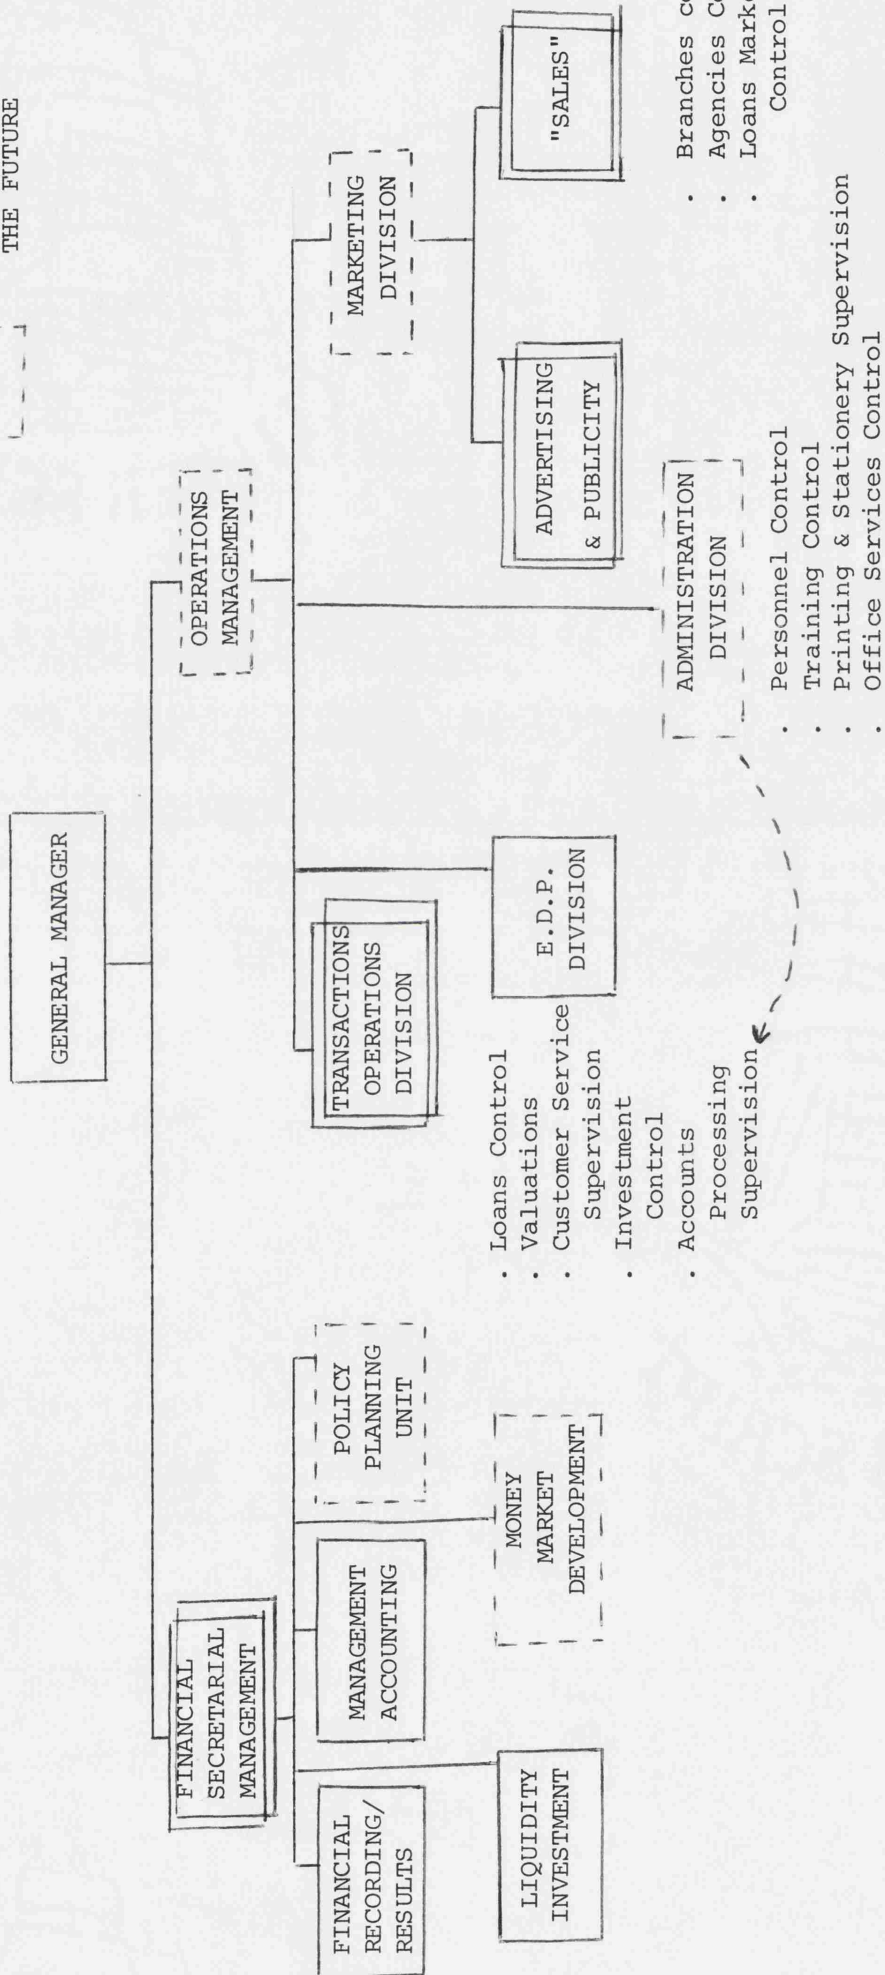 THE FUTURE
GENERAL MANAGER
FINANCIAL
SECRETARIAL
MANAGEMENT
OPERATIONS
MANAGEMENT
FINANCIAL
RECORDING/
RESULTS
MANAGEMENT
ACCOUNTING
POLICY
PLANNING
UNIT
TRANSACTIONS
OPERATIONS
DIVISION
MARKETING
DIVISION
LIQUIDITY
INVESTMENT
MONEY
MARKET
DEVELOPMENT
. Loans Control
. Valuations
. Customer Service
Supervision
. Investment
Control
. Accounts
Processing
Supervision
E.D.P.
DIVISION
ADVERTISING
& PUBLICITY
"SALES"
ADMINISTRATION
DIVISION
. Personnel Control
. Training Control
. Printing & Stationery Supervision
. Office Services Control
. Branches
. Agencies
. Loans
Control